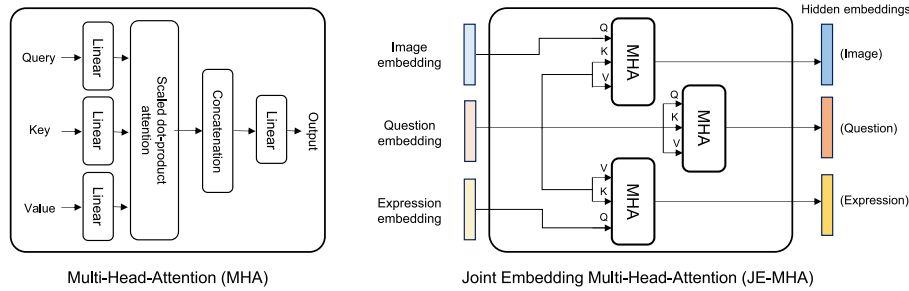 Query
Key
Value
Linear
Linear
Linear
Scaled dot-product
attention
Concatenation
Linear
Output
Multi-Head-Attention (MHA)
Image
embedding
Question
embedding
Expression
embedding
Q
K
V
MHA
Q
K
V
MHA
V
K
Q
MHA
Hidden embeddings
(Image)
(Question)
(Expression)
Joint Embedding Multi-Head-Attention (JE-MHA)